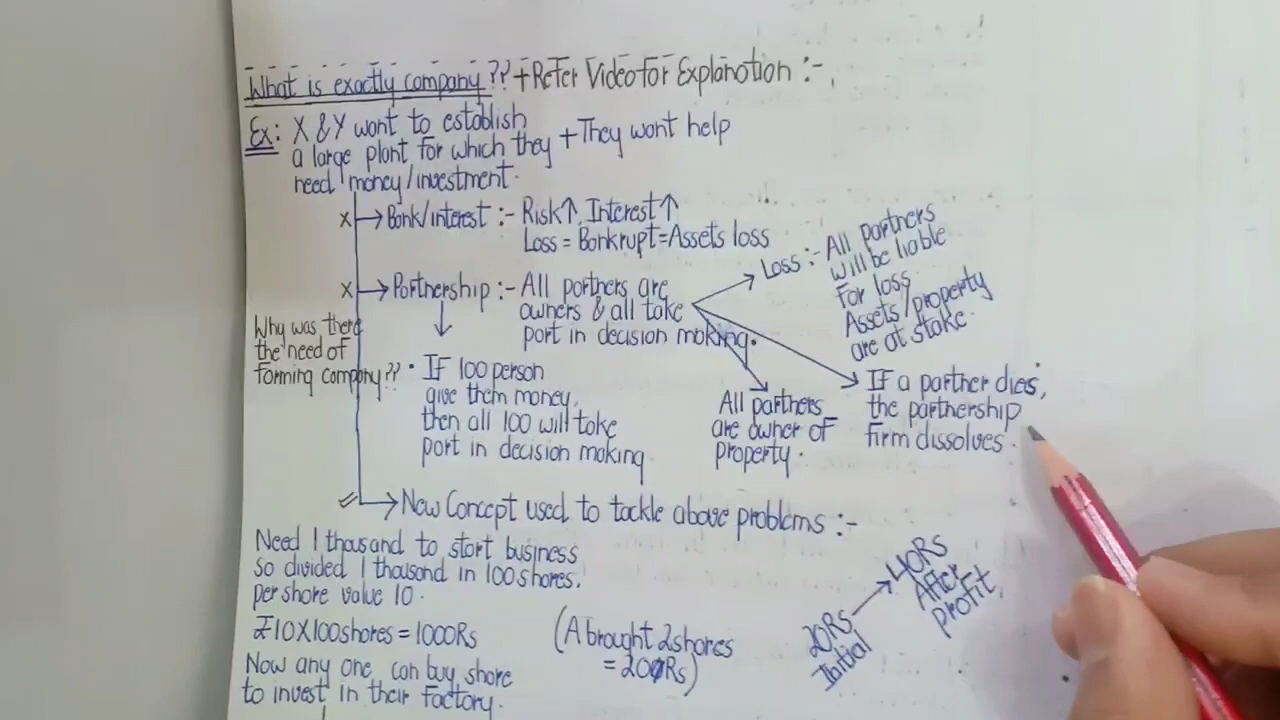 What is exactly company?? + Refer Video for Explanation :-
Ex: X & Y want to establish
a large plant for which they + They want help
need money/investment.
x → Bank/interest :- Risk↑ Interest↑
Loss = Bankrupt = Assets loss
x → Partnership :- All partners are
owners & all take
part in decision making.
Loss :- All partners
will be liable
for loss.
Assets/property
are at stake.
Why was there
the need of
forming company??
• If 100 person
give them money,
then all 100 will take
part in decision making.
All partners
are owner of
property.
If a partner dies,
the partnership
firm dissolves.
→ New Concept used to tackle above problems :-
Need 1 thousand to start business
so divided 1 thousand in 100 shares.
per share value 10.
₹10X100 shares = 1000Rs
(A brought 2 shares
= 20Rs)
20Rs
Initial
40Rs
After
profit.
Now any one can buy share
to invest in their factory.